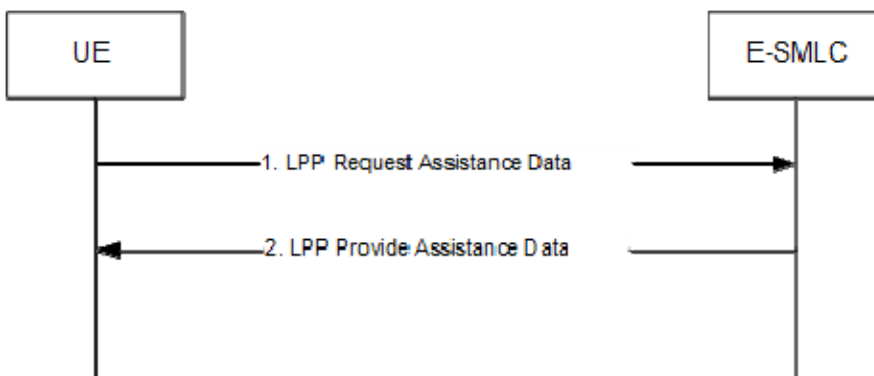 UE
E-SMLC
1. LPP Request Assistance Data
2. LPP Provide Assistance Data